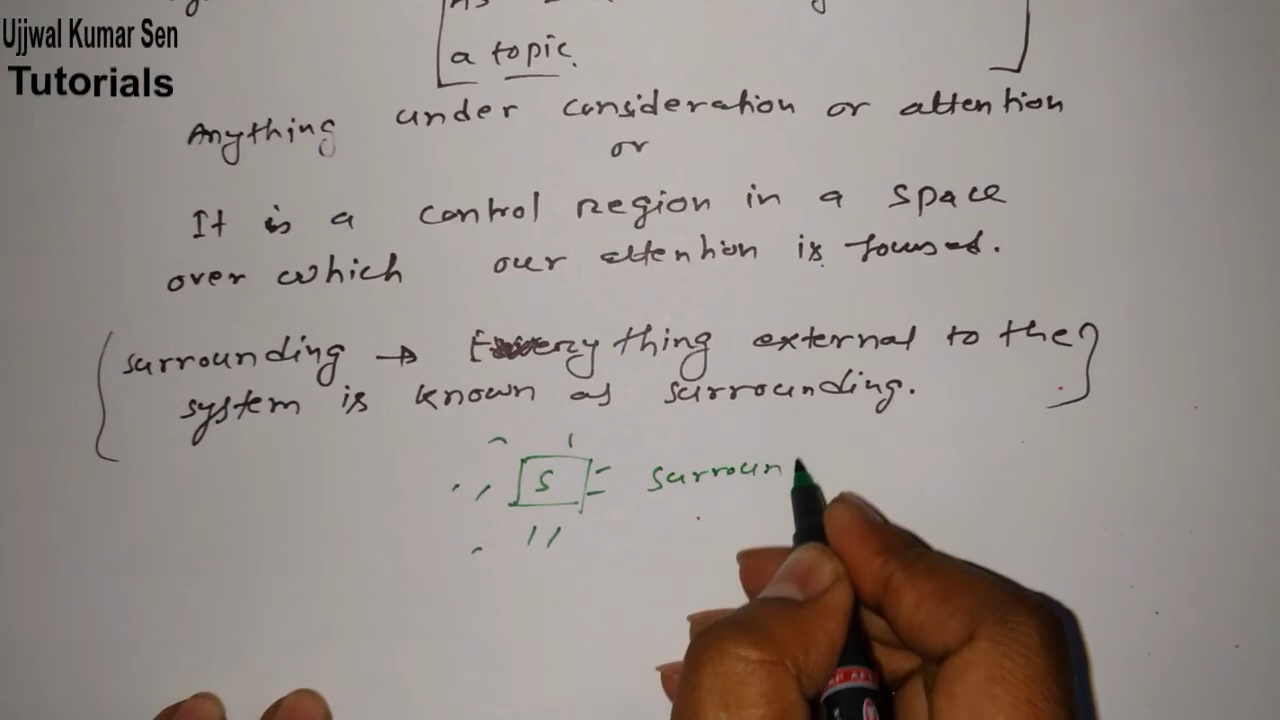 Ujjwal Kumar Sen
Tutorials
As
a topic.
Anything under consideration or attention
or
It is a control region in a space
over which our attention is focused.
surrounding → Everything external to the
system is known as surrounding.
S surroun